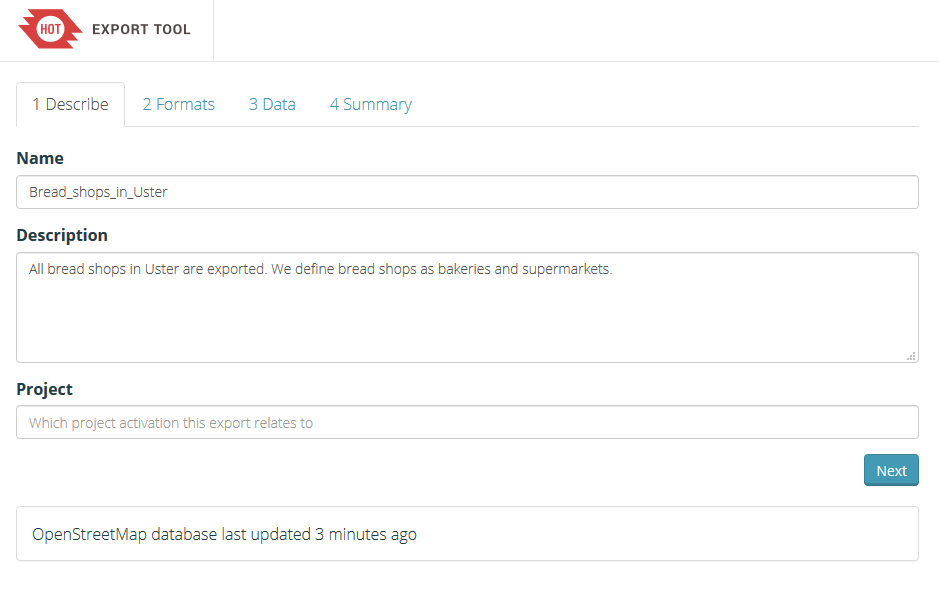 HOT EXPORT TOOL
1 Describe 2 Formats 3 Data 4 Summary
Name
Bread_shops_in_Uster
Description
All bread shops in Uster are exported. We define bread shops as bakeries and supermarkets.
Project
Which project activation this export relates to
Next
OpenStreetMap database last updated 3 minutes ago